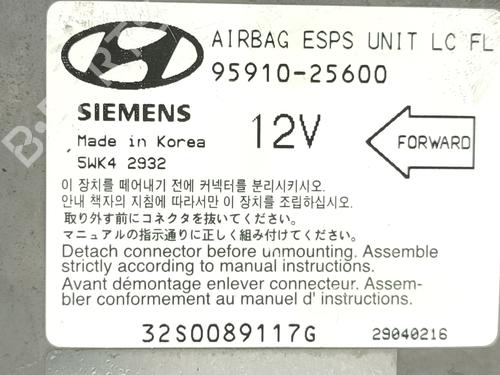 AIRBAG ESPS UNIT LC FL
95910-25600
SIEMENS
Made in Korea
5WK4 2932
12V
FORWARD
이 장치를 떼어내기 전에 커넥터를 분리시키시오.
안내 책자의 지침에 따라서만 이 장치를 조립하십시오.
取り外す前にコネクタを抜いてください。
マニュアルの指示通りに正しく組み付けてください。
Detach connector before unmounting. Assemble
strictly according to manual instructions.
Avant démontage enlever connecteur. Assem-
bler conformement au manuel d' instructions.
32S0089117G
29040216